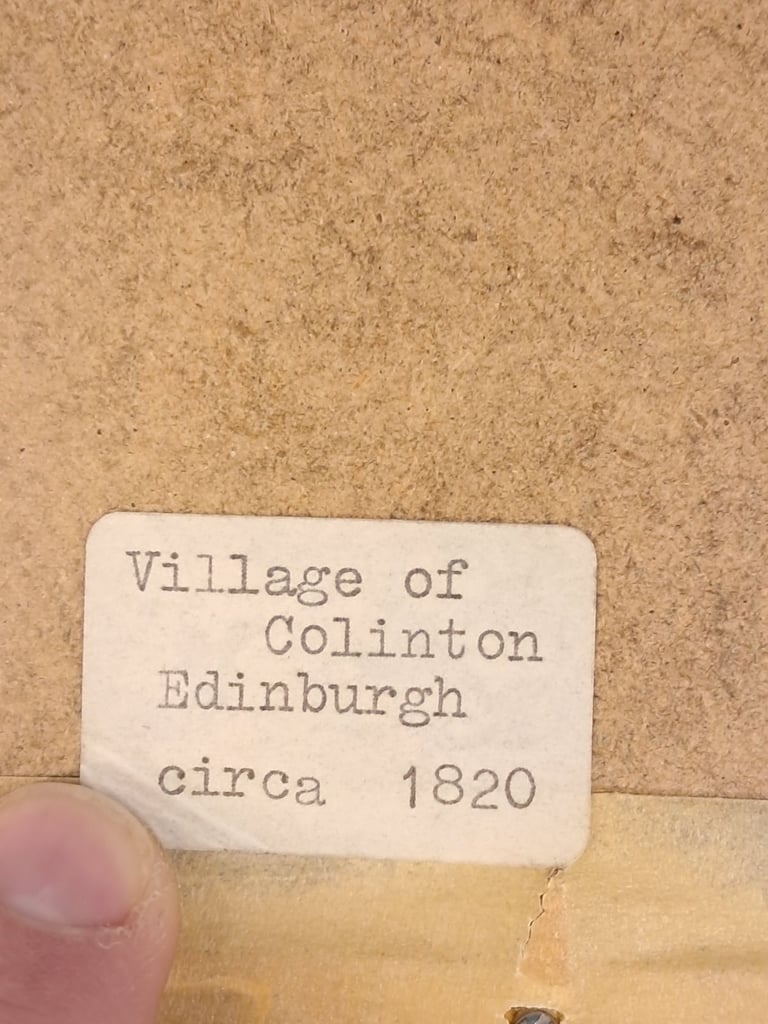 Village of
Colinton
Edinburgh
circa 1820